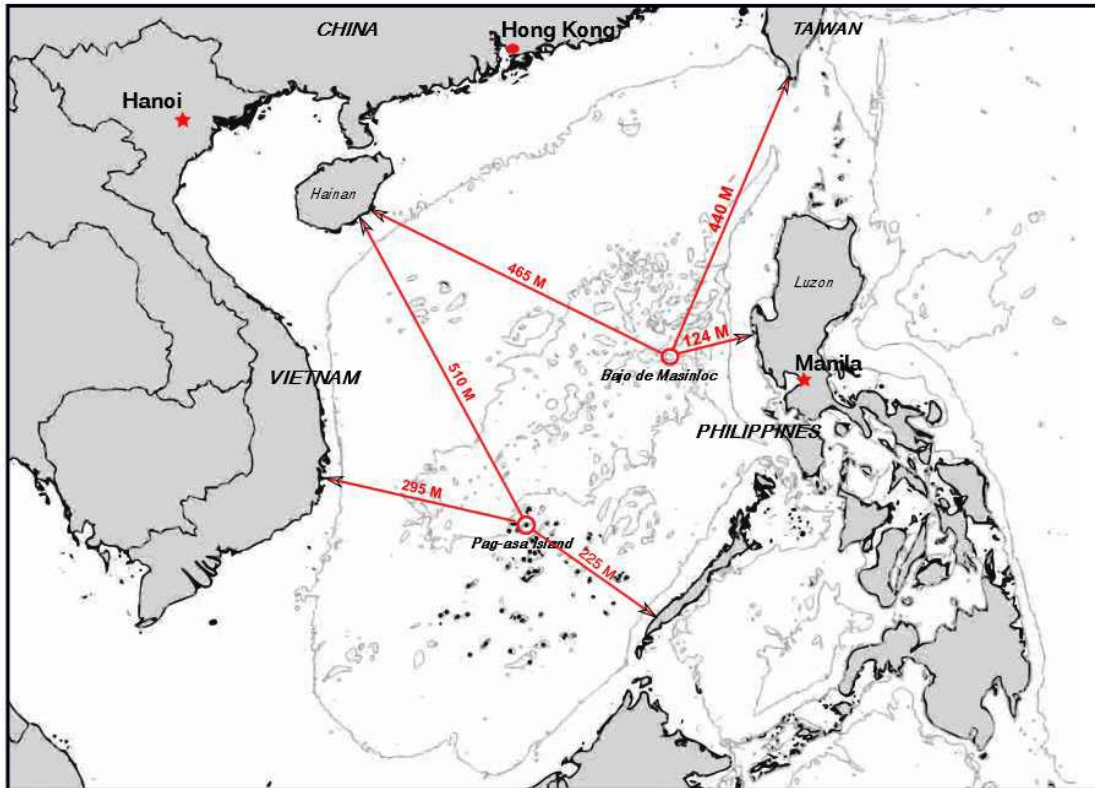 CHINA
Hong Kong
TAIWAN
Hanoi
Hainan
440 M
465 M
Luzon
124 M
Bajo de Masinloc
Manila
VIETNAM
510 M
PHILIPPINES
295 M
Pag-asa Island
225 M